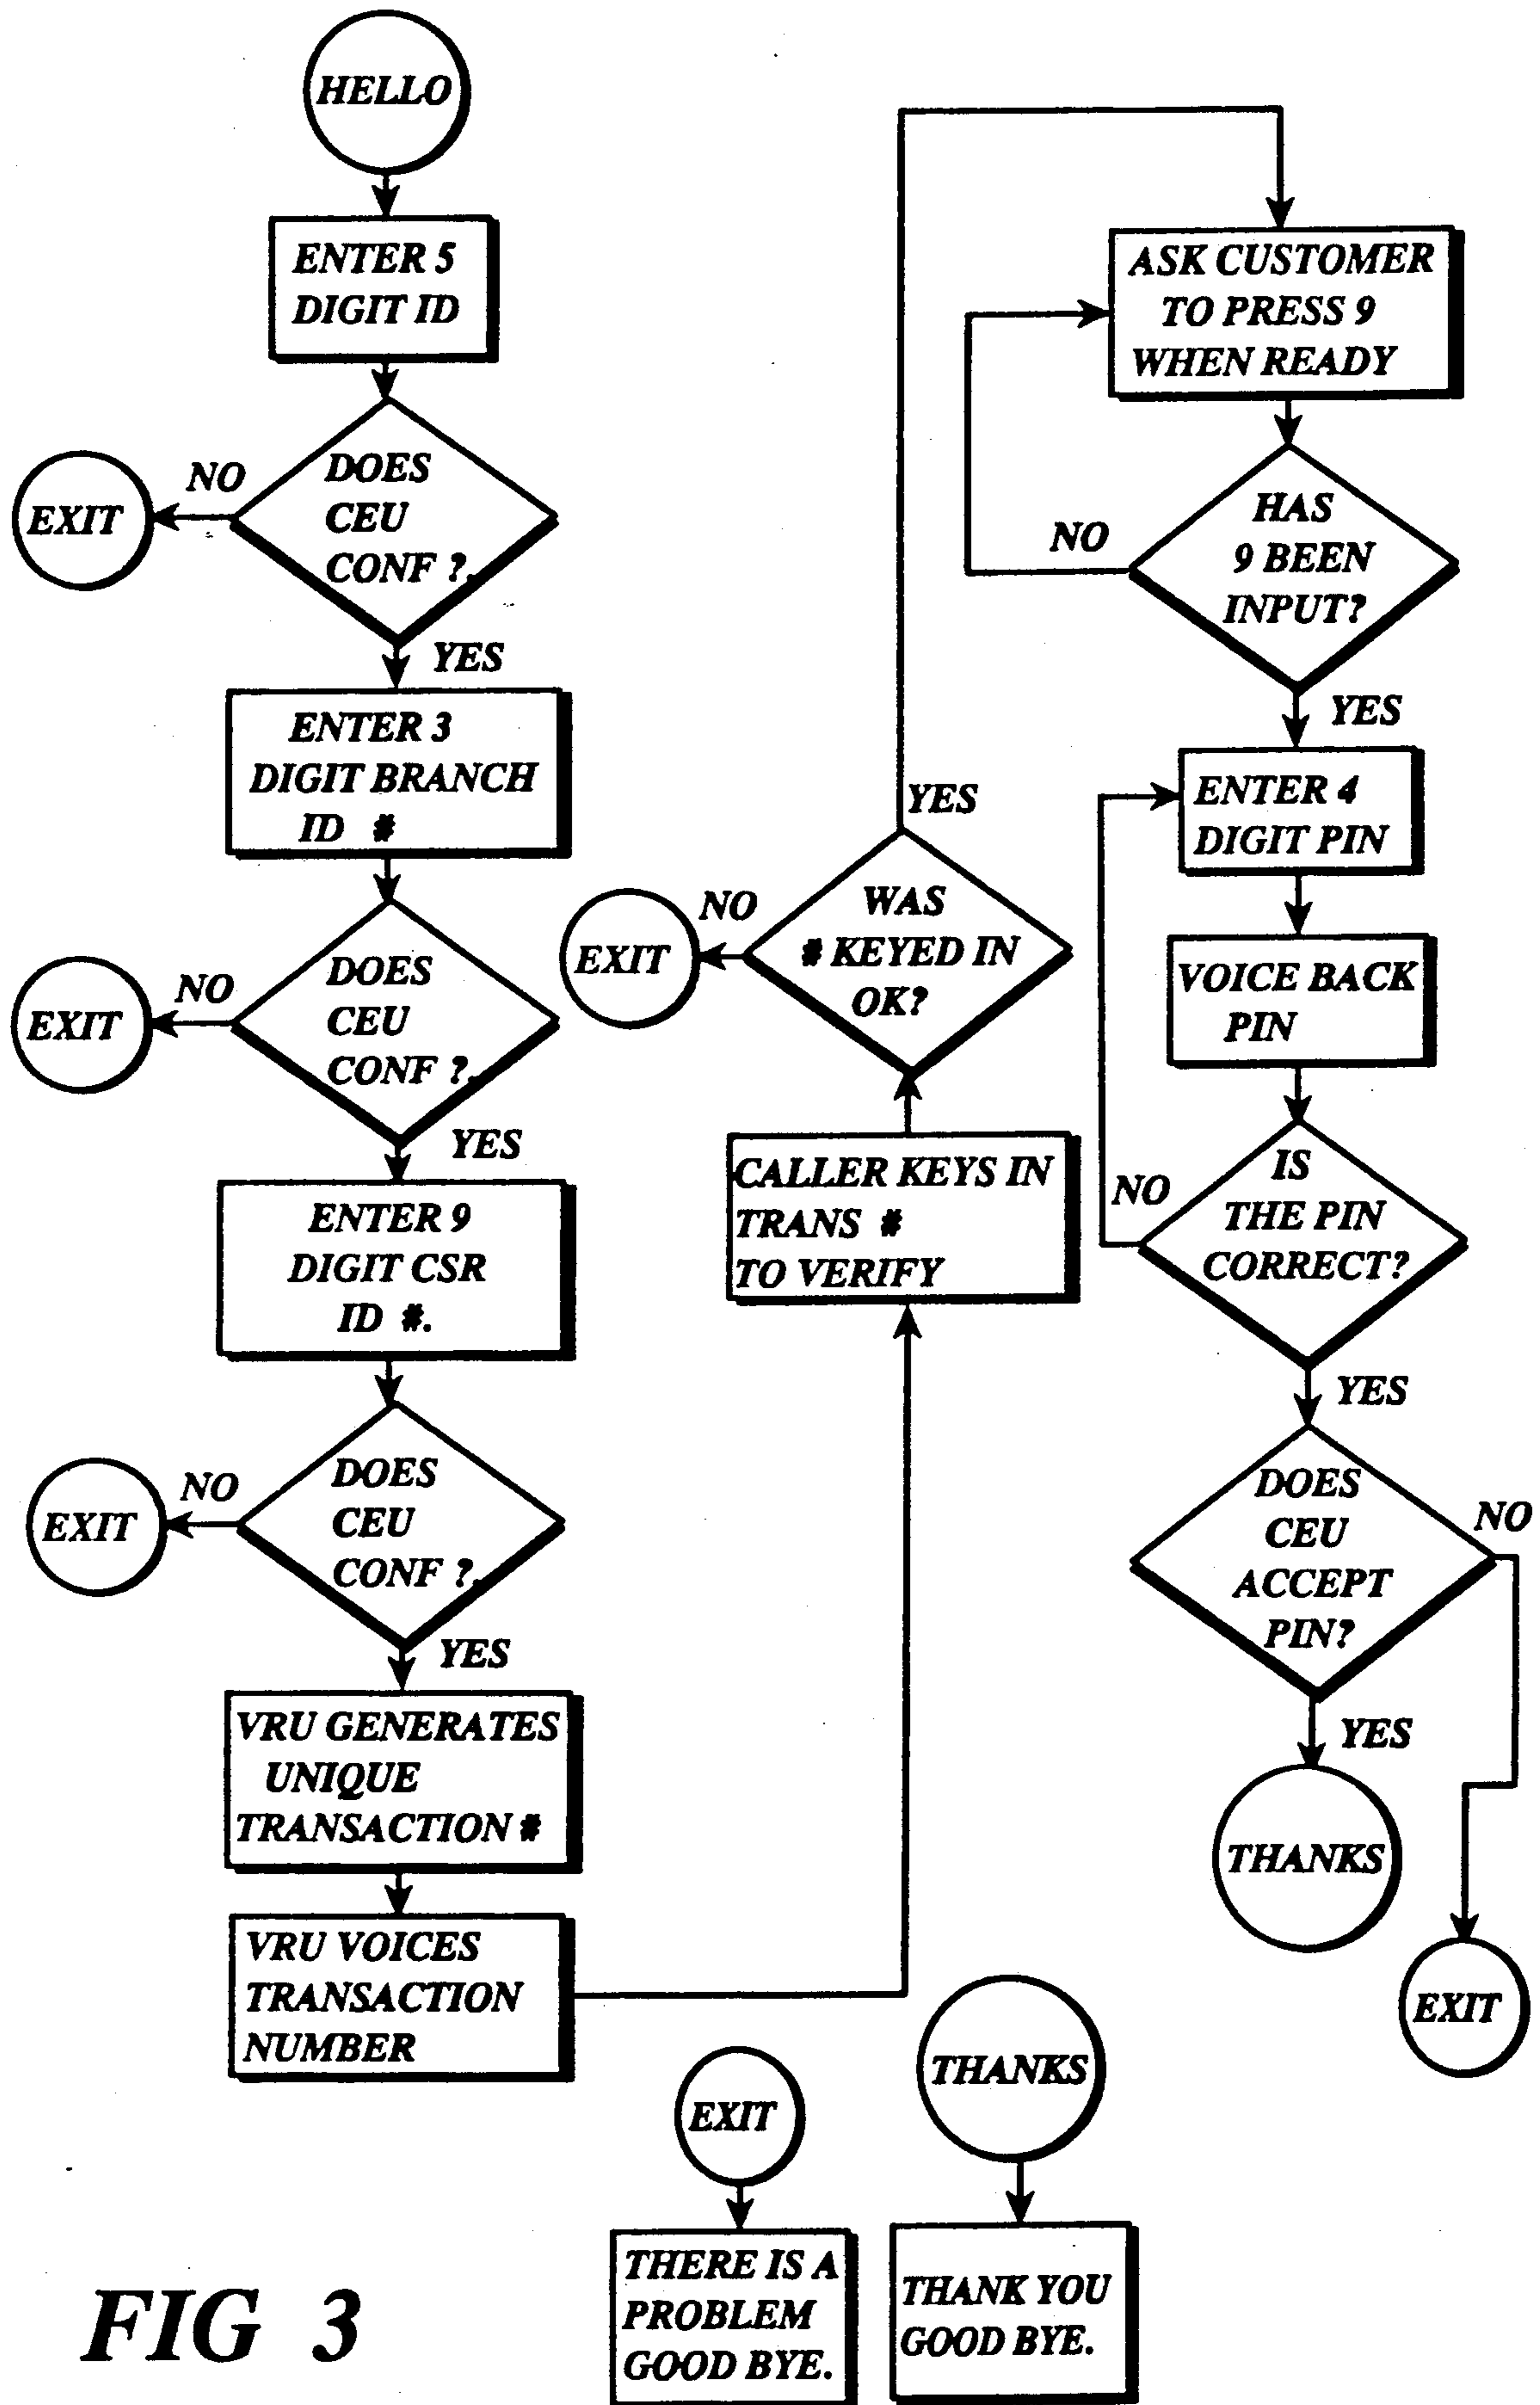 HELLO
ENTER 5
DIGIT ID
DOES
CEU
CONF ?.
NO
EXIT
YES
ENTER 3
DIGIT BRANCH
ID #
DOES
CEU
CONF ?.
NO
EXIT
YES
ENTER 9
DIGIT CSR
ID #.
DOES
CEU
CONF ?.
NO
EXIT
YES
VRU GENERATES
UNIQUE
TRANSACTION #
VRU VOICES
TRANSACTION
NUMBER
CALLER KEYS IN
TRANS #
TO VERIFY
WAS
# KEYED IN
OK?
NO
EXIT
YES
ASK CUSTOMER
TO PRESS 9
WHEN READY
HAS
9 BEEN
INPUT?
NO
YES
ENTER 4
DIGIT PIN
VOICE BACK
PIN
IS
THE PIN
CORRECT?
NO
YES
DOES
CEU
ACCEPT
PIN?
NO
YES
THANKS
EXIT
EXIT
THERE IS A
PROBLEM
GOOD BYE.
THANKS
THANK YOU
GOOD BYE.
FIG 3